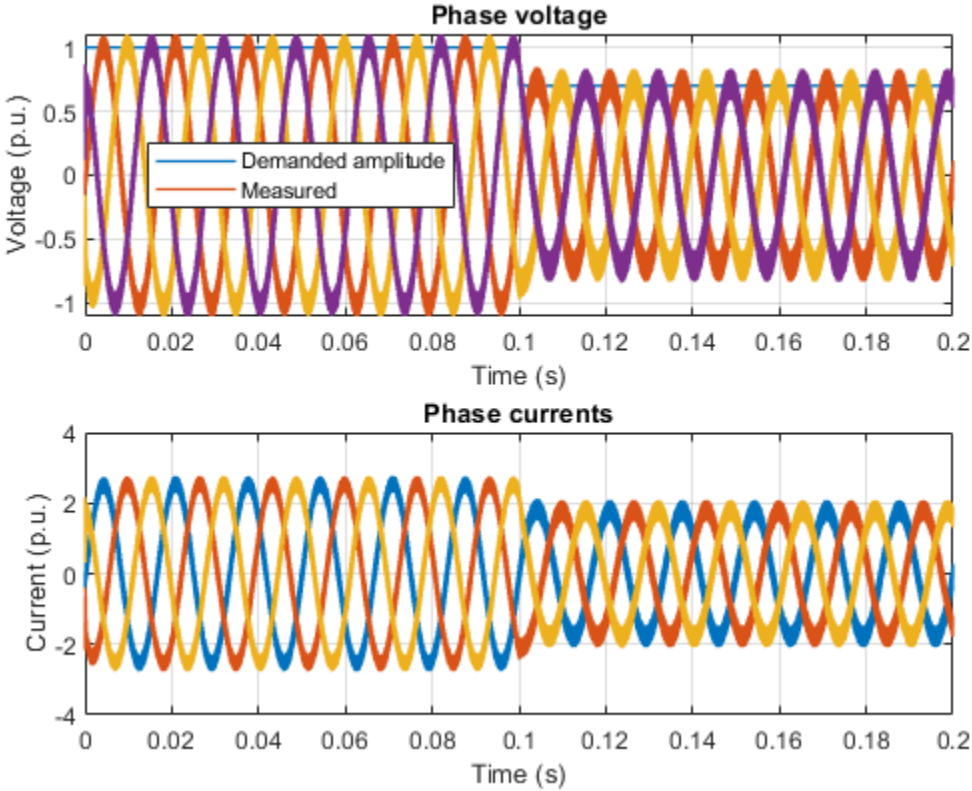 Phase voltage
Voltage (p.u.)
1
0.5
0
-0.5
-1
Demanded amplitude
Measured
0 0.02 0.04 0.06 0.08 0.1 0.12 0.14 0.16 0.18 0.2
Time (s)
Phase currents
Current (p.u.)
4
2
0
-2
-4
0 0.02 0.04 0.06 0.08 0.1 0.12 0.14 0.16 0.18 0.2
Time (s)